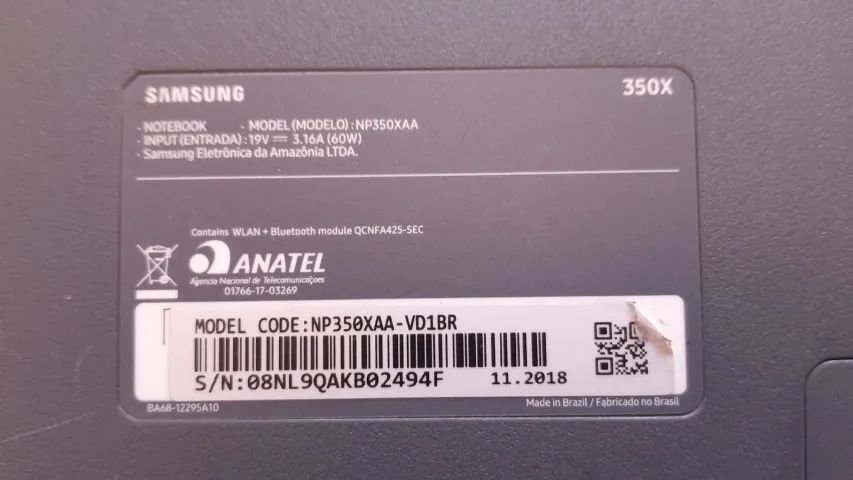 SAMSUNG 350X
- NOTEBOOK - MODEL (MODELO) : NP350XAA
- INPUT (ENTRADA) : 19V ⎓ 3.16A (60W)
- Samsung Eletrônica da Amazônia LTDA.
Contains WLAN + Bluetooth module QCNFA425-SEC
ANATEL
Agencia Nacional de Telecomunicações
01766-17-03269
MODEL CODE:NP350XAA-VD1BR
S/N:08NL9QAKB02494F 11.2018
BA68-12295A10 Made in Brazil / Fabricado no Brasil